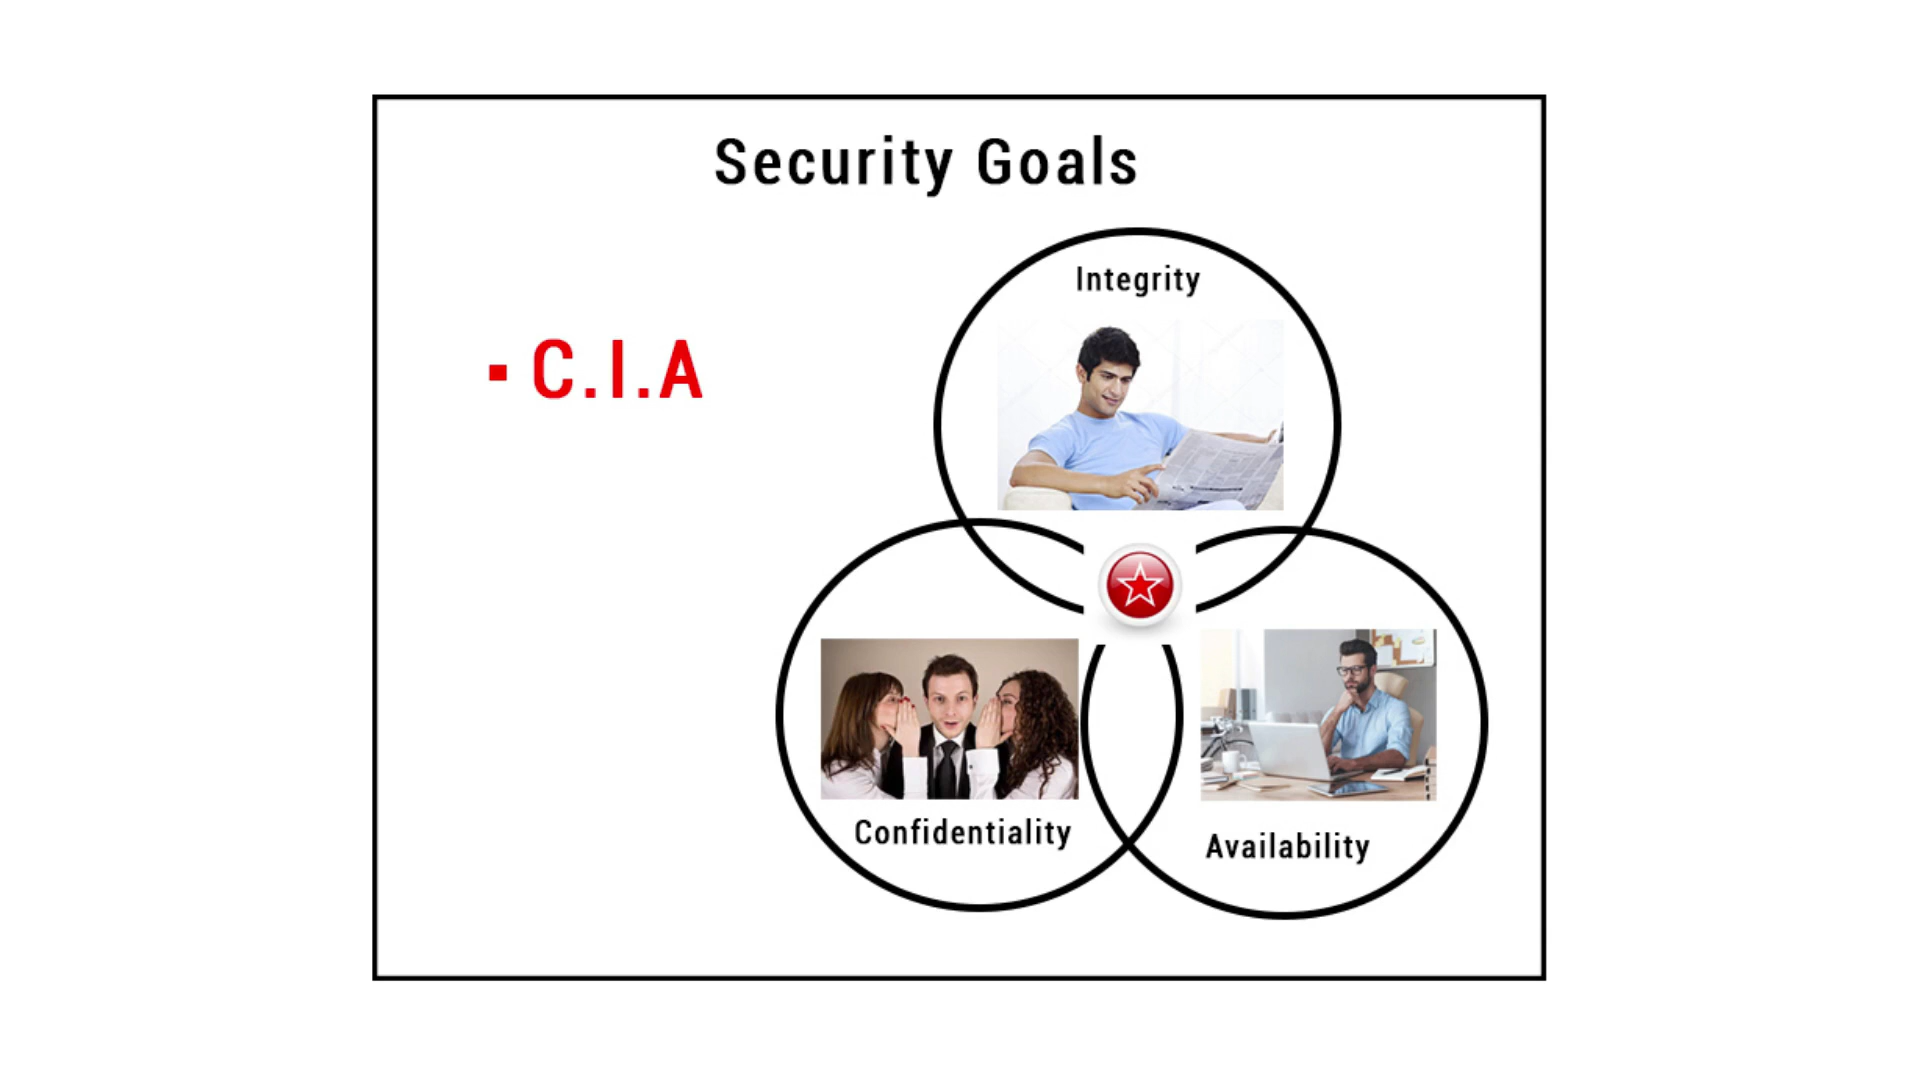 Security Goals
▪ C.I.A
Integrity
Confidentiality
Availability